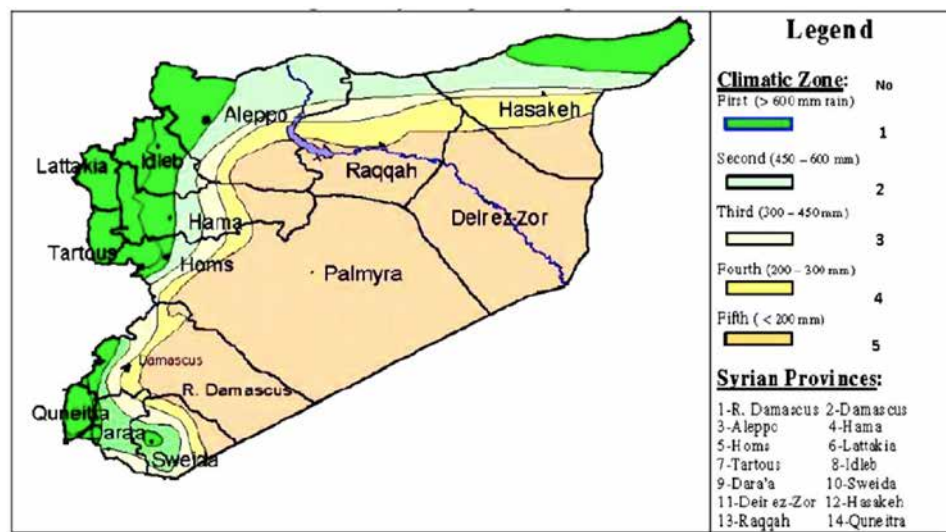 Aleppo
Hasakeh
Lattakia
Idleb
Raqqah
Hama
Deirez-Zor
Tartous
Homs
Palmyra
Damascus
R. Damascus
Quneitra
Daraa
Sweida
Legend
Climatic Zone: No
First (> 600 mm rain)
1
Second (450 – 600 mm)
2
Third (300 – 450 mm)
3
Fourth (200 – 300 mm)
4
Fifth ( < 200 mm)
5
Syrian Provinces:
1-R. Damascus 2-Damascus
3-Aleppo 4-Hama
5-Homs 6-Lattakia
7-Tartous 8-Idleb
9-Dara'a 10-Sweida
11-Deir ez-Zor 12-Hasakeh
13-Raqqah 14-Quneitra